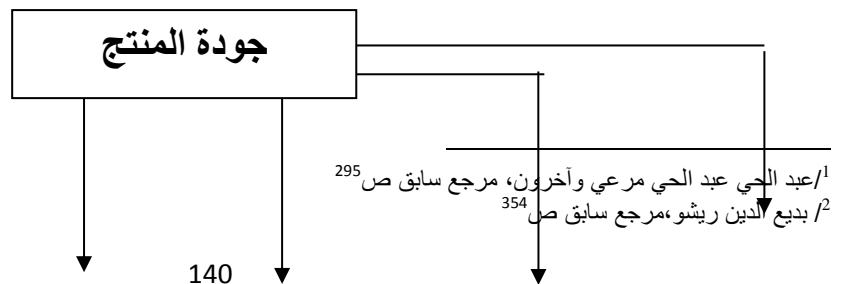 جودة المنتج
1/عبد الحي عبد الحي مرعي وآخرون، مرجع سابق ص295
2/ بديع الدين ريشو،مرجع سابق ص354
140